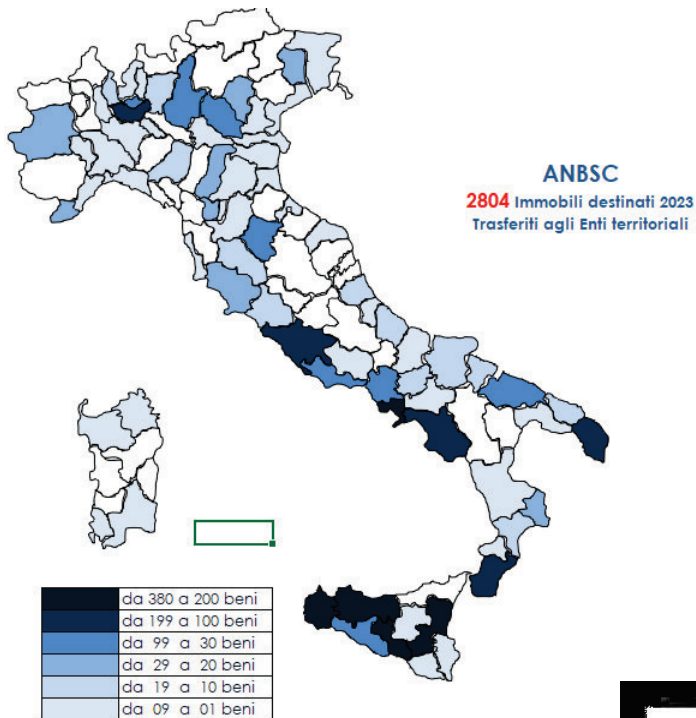 ANBSC
2804 Immobili destinati 2023
Trasferiti agli Enti territoriali
da 380 a 200 beni
da 199 a 100 beni
da 99 a 30 beni
da 29 a 20 beni
da 19 a 10 beni
da 09 a 01 beni